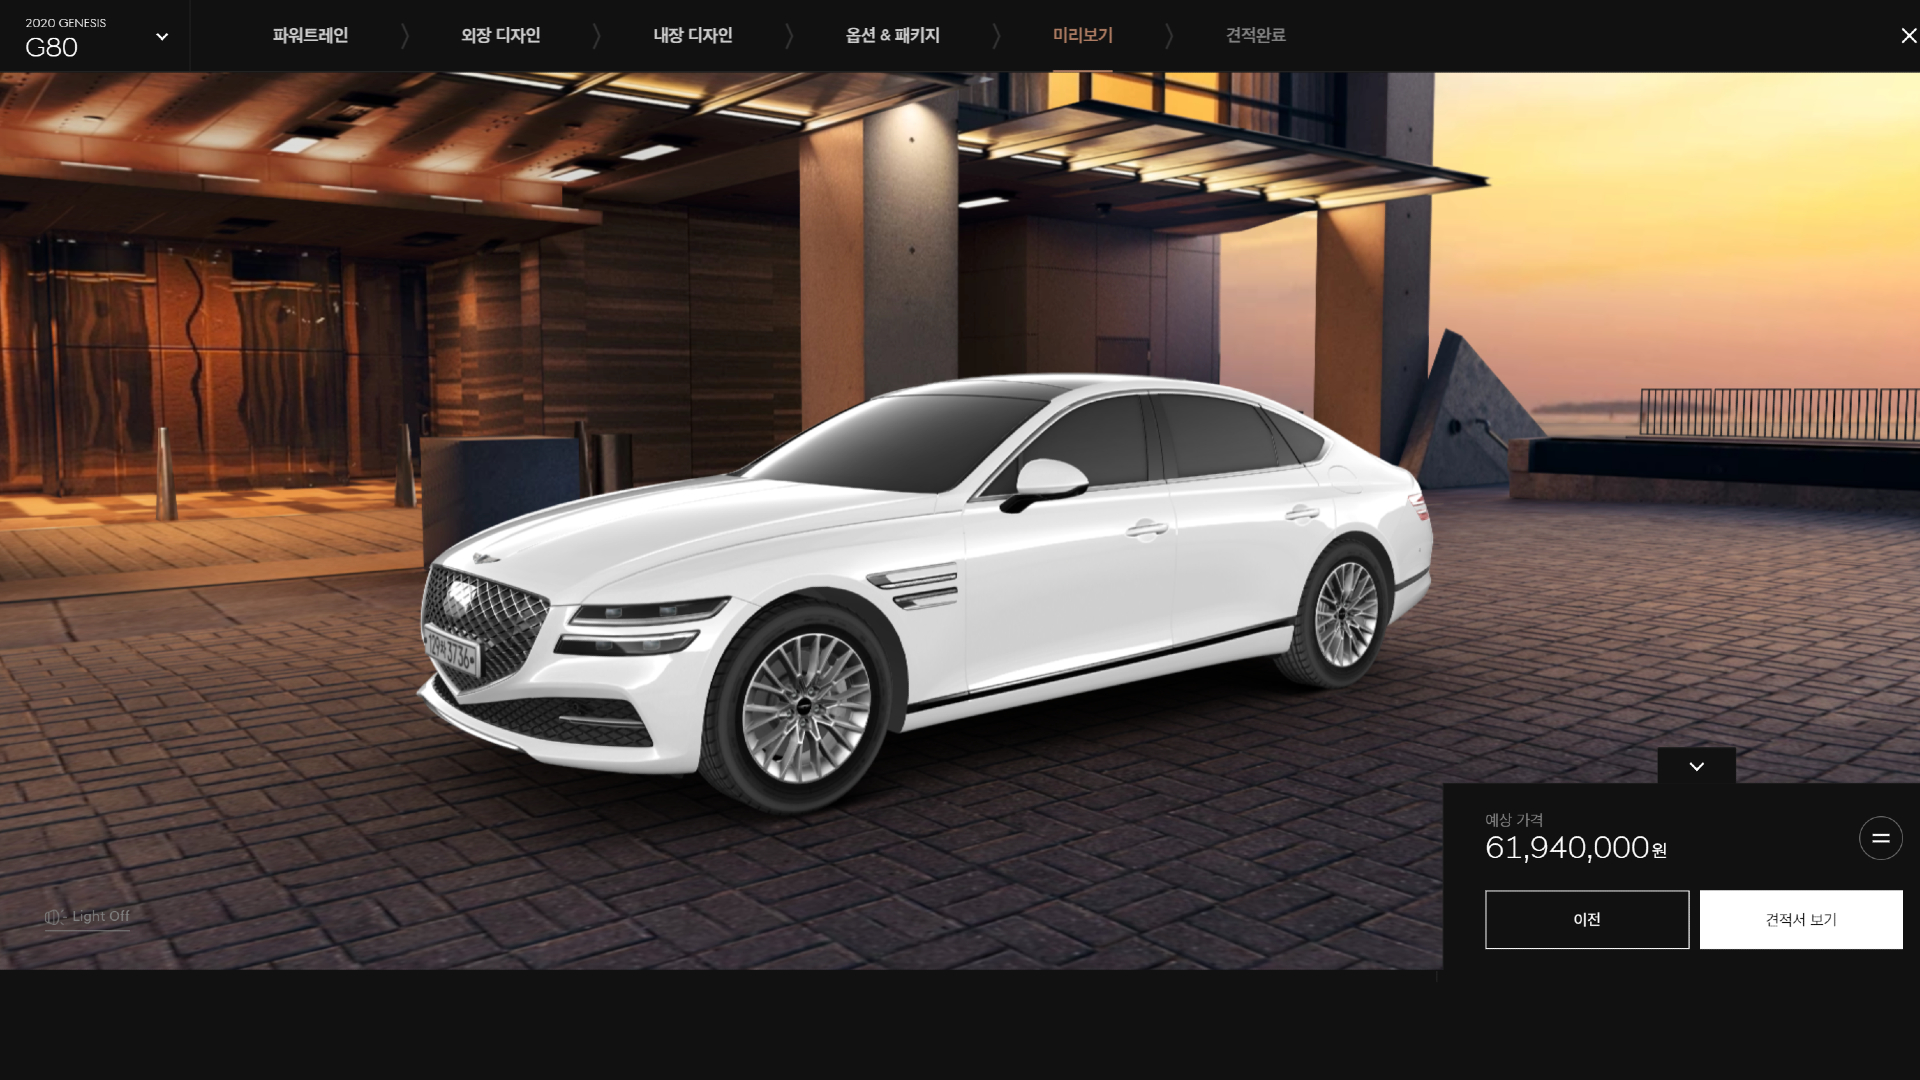 2020 GENESIS
G80
파워트레인
외장 디자인
내장 디자인
옵션 & 패키지
미리보기
견적완료
129하 3736
예상 가격
61,940,000원
이전
견적서 보기
Light Off